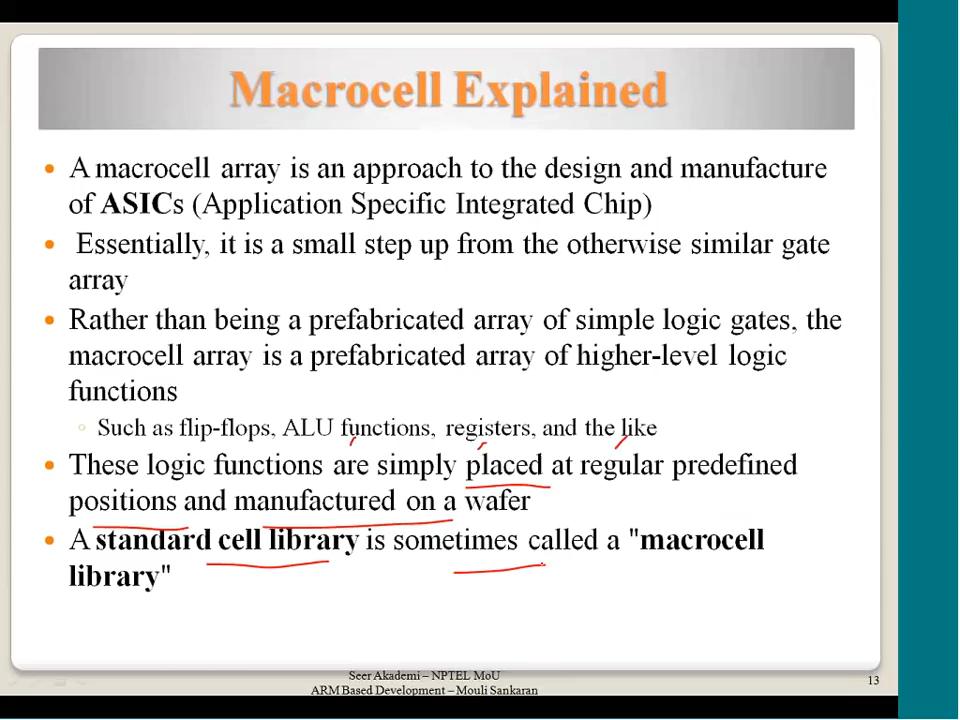 Macrocell Explained
• A macrocell array is an approach to the design and manufacture
of ASICs (Application Specific Integrated Chip)
• Essentially, it is a small step up from the otherwise similar gate
array
• Rather than being a prefabricated array of simple logic gates, the
macrocell array is a prefabricated array of higher-level logic
functions
◦ Such as flip-flops, ALU functions, registers, and the like
• These logic functions are simply placed at regular predefined
positions and manufactured on a wafer
• A standard cell library is sometimes called a "macrocell
library"
Seer Akademi – NPTEL MoU
ARM Based Development – Mouli Sankaran
13